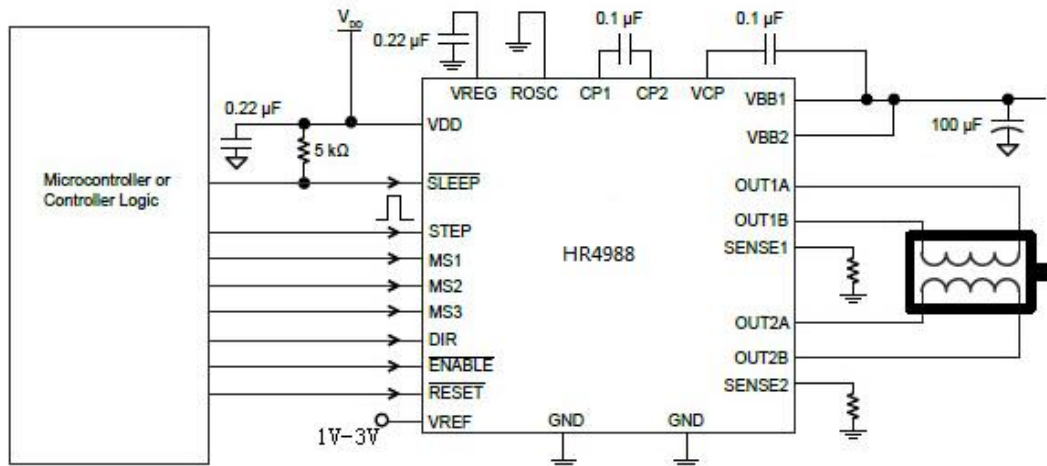 V_DD
0.22 µF
0.1 µF
0.1 µF
VREG
ROSC
CP1
CP2
VCP
0.22 µF
5 kΩ
VDD
VBB1
VBB2
100 µF
Microcontroller or
Controller Logic
SLEEP
STEP
MS1
MS2
MS3
DIR
ENABLE
RESET
VREF
1V-3V
HR4988
OUT1A
OUT1B
SENSE1
OUT2A
OUT2B
SENSE2
GND
GND